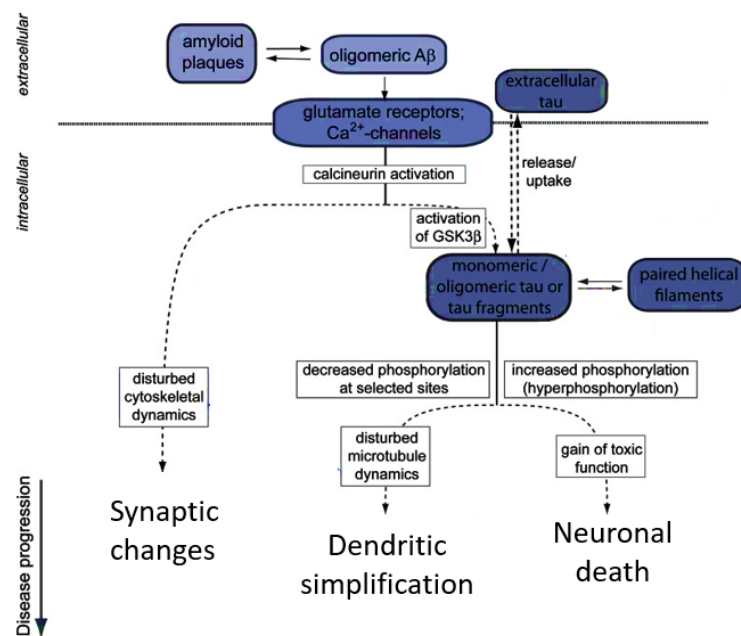 extracellular
amyloid
plaques
oligomeric Aβ
extracellular
tau
glutamate receptors;
Ca²⁺-channels
intracellular
release/
uptake
calcineurin activation
activation
of GSK3β
monomeric /
oligomeric tau or
tau fragments
paired helical
filaments
decreased phosphorylation
at selected sites
increased phosphorylation
(hyperphosphorylation)
disturbed
cytoskeletal
dynamics
disturbed
microtubule
dynamics
gain of toxic
function
Disease progression
Synaptic
changes
Dendritic
simplification
Neuronal
death